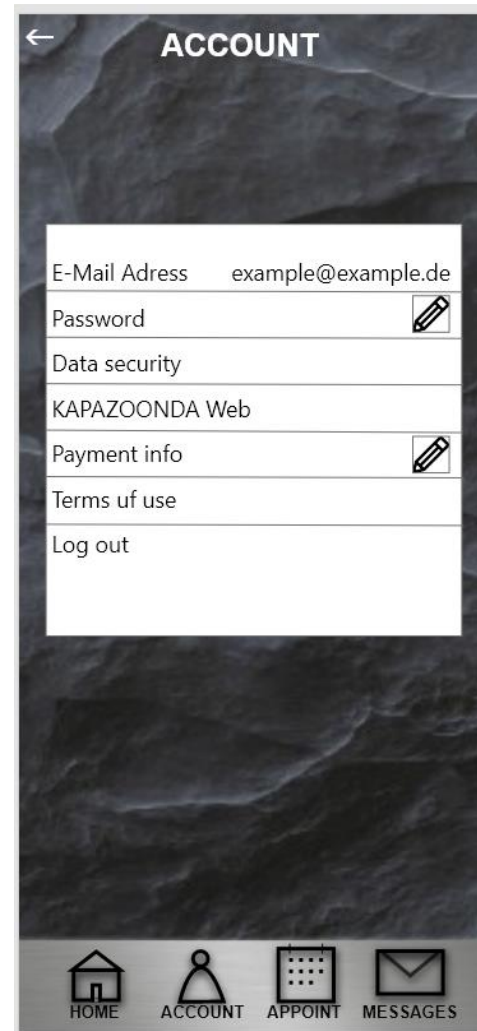 ←
ACCOUNT
E-Mail Adress example@example.de
Password
Data security
KAPAZOONDA Web
Payment info
Terms uf use
Log out
HOME ACCOUNT APPOINT MESSAGES